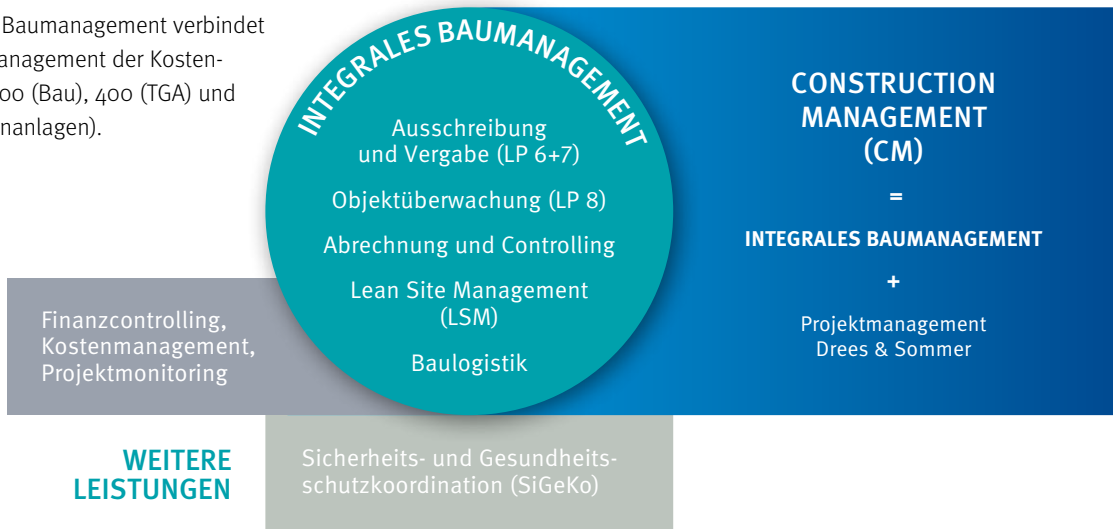 Baumanagement verbindet
anagement der Kosten-
00 (Bau), 400 (TGA) und
nanlagen).
INTEGRALES BAUMANAGEMENT
Ausschreibung
und Vergabe (LP 6+7)
Objektüberwachung (LP 8)
Abrechnung und Controlling
Lean Site Management
(LSM)
Baulogistik
CONSTRUCTION
MANAGEMENT
(CM)
=
INTEGRALES BAUMANAGEMENT
+
Projektmanagement
Drees & Sommer
Finanzcontrolling,
Kostenmanagement,
Projektmonitoring
WEITERE
LEISTUNGEN
Sicherheits- und Gesundheits-
schutzkoordination (SiGeKo)